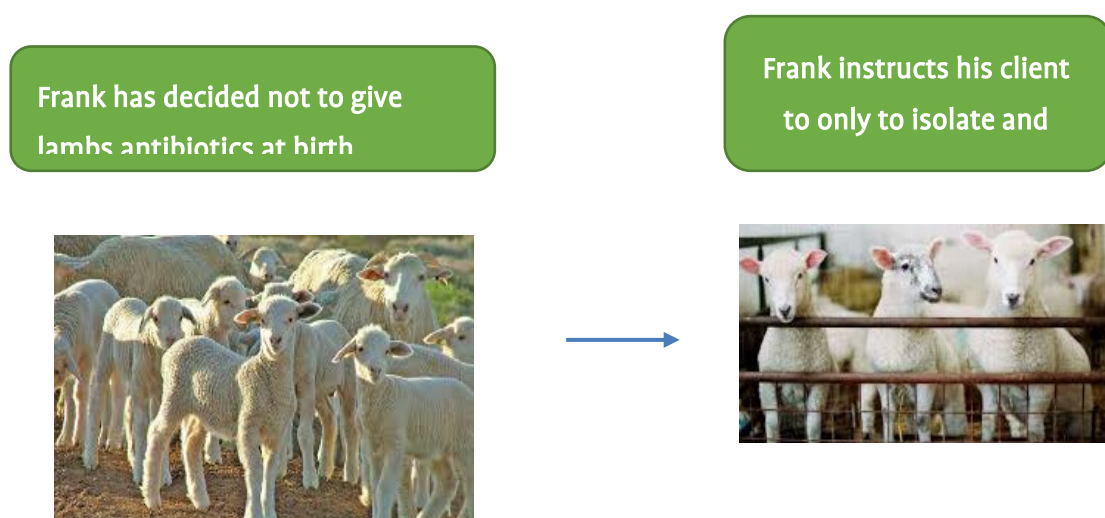 Frank has decided not to give
lambs antibiotics at birth
Frank instructs his client
to only to isolate and